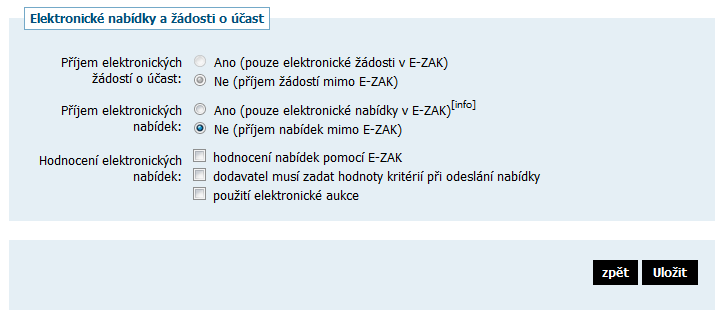 Elektronické nabídky a žádosti o účast
Příjem elektronických žádostí o účast:
Ano (pouze elektronické žádosti v E-ZAK)
Ne (příjem žádostí mimo E-ZAK)
Příjem elektronických nabídek:
Ano (pouze elektronické nabídky v E-ZAK)[info]
Ne (příjem nabídek mimo E-ZAK)
Hodnocení elektronických nabídek:
hodnocení nabídek pomocí E-ZAK
dodavatel musí zadat hodnoty kritérií při odeslání nabídky
použití elektronické aukce
zpět Uložit